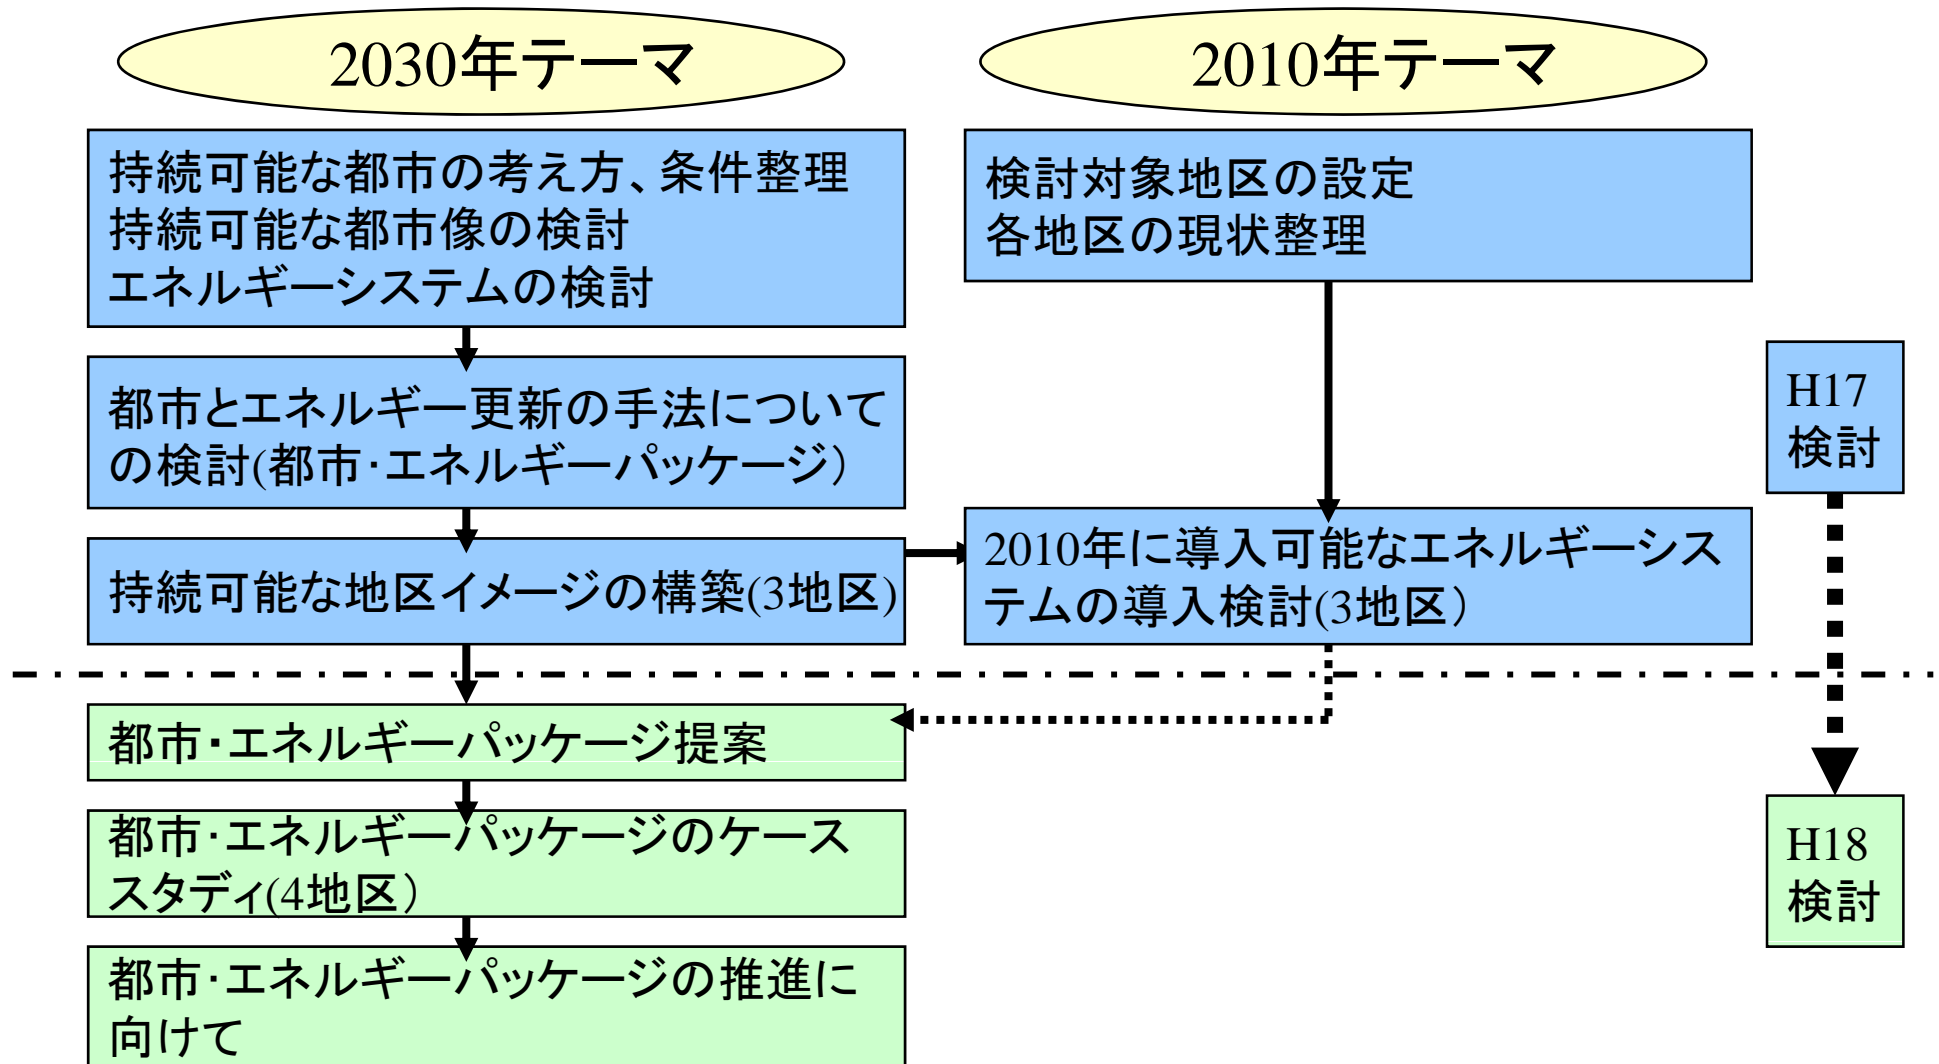 2030年テーマ
2010年テーマ
持続可能な都市の考え方、条件整理
持続可能な都市像の検討
エネルギーシステムの検討
検討対象地区の設定
各地区の現状整理
都市とエネルギー更新の手法について
の検討(都市・エネルギーパッケージ）
持続可能な地区イメージの構築(3地区)
2010年に導入可能なエネルギーシス
テムの導入検討(3地区）
H17
検討
都市・エネルギーパッケージ提案
都市・エネルギーパッケージのケース
スタディ(4地区）
都市・エネルギーパッケージの推進に
向けて
H18
検討